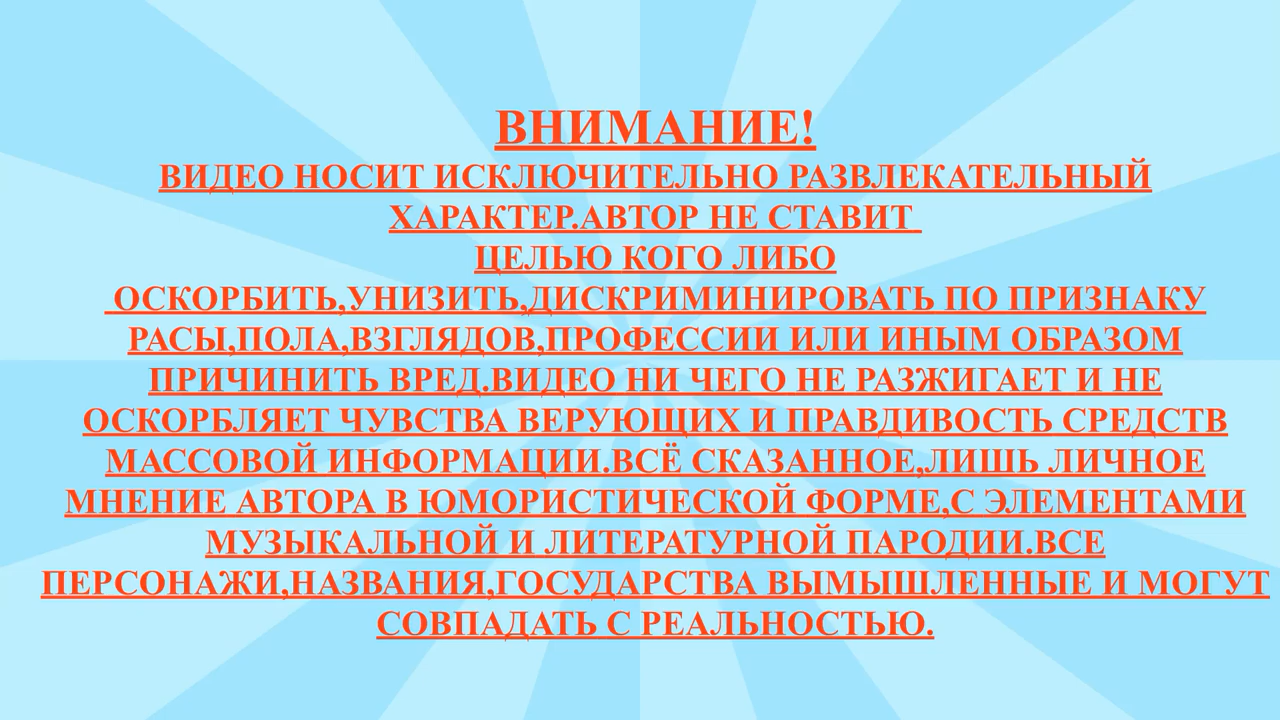 ВНИМАНИЕ!
ВИДЕО НОСИТ ИСКЛЮЧИТЕЛЬНО РАЗВЛЕКАТЕЛЬНЫЙ
ХАРАКТЕР.АВТОР НЕ СТАВИТ
ЦЕЛЬЮ КОГО ЛИБО
ОСКОРБИТЬ,УНИЗИТЬ,ДИСКРИМИНИРОВАТЬ ПО ПРИЗНАКУ
РАСЫ,ПОЛА,ВЗГЛЯДОВ,ПРОФЕССИИ ИЛИ ИНЫМ ОБРАЗОМ
ПРИЧИНИТЬ ВРЕД.ВИДЕО НИ ЧЕГО НЕ РАЗЖИГАЕТ И НЕ
ОСКОРБЛЯЕТ ЧУВСТВА ВЕРУЮЩИХ И ПРАВДИВОСТЬ СРЕДСТВ
МАССОВОЙ ИНФОРМАЦИИ.ВСЁ СКАЗАННОЕ,ЛИШЬ ЛИЧНОЕ
МНЕНИЕ АВТОРА В ЮМОРИСТИЧЕСКОЙ ФОРМЕ,С ЭЛЕМЕНТАМИ
МУЗЫКАЛЬНОЙ И ЛИТЕРАТУРНОЙ ПАРОДИИ.ВСЕ
ПЕРСОНАЖИ,НАЗВАНИЯ,ГОСУДАРСТВА ВЫМЫШЛЕННЫЕ И МОГУТ
СОВПАДАТЬ С РЕАЛЬНОСТЬЮ.